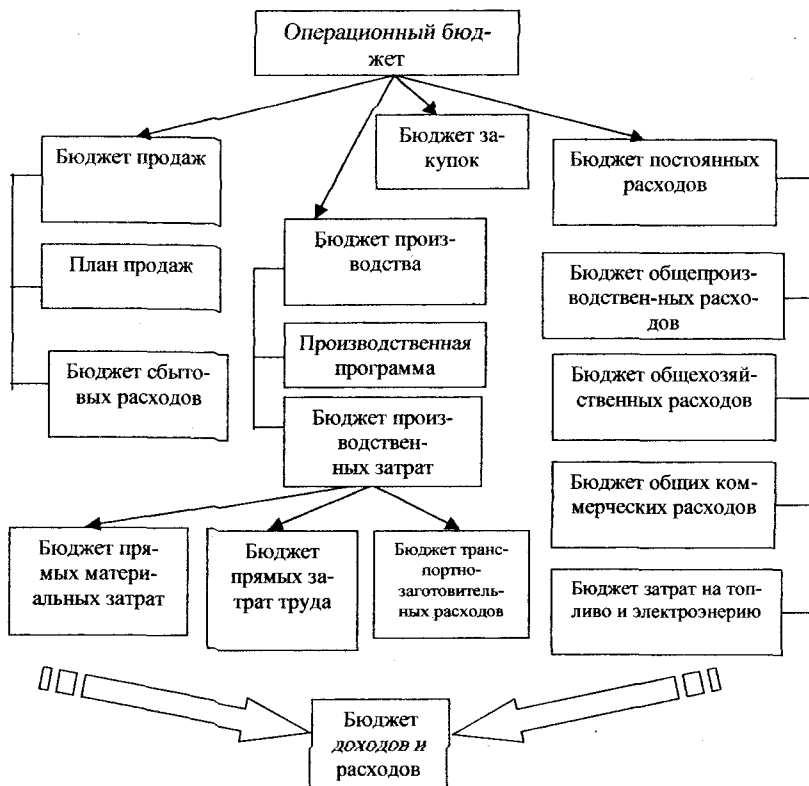 Операционный бюд-
жет
Бюджет продаж
Бюджет за-
купок
Бюджет постоянных
расходов
Бюджет произ-
водства
План продаж
Бюджет общепроиз-
водствен-ных расхо-
дов
Производственная
программа
Бюджет сбыто-
вых расходов
Бюджет общехозяй-
ственных расходов
Бюджет про-
изводствен-
ных затрат
Бюджет общих ком-
мерческих расходов
Бюджет пря-
мых матери-
альных затрат
Бюджет
прямых за-
трат труда
Бюджет транс-
портно-
заготовитель-
ных расходов
Бюджет затрат на топ-
ливо и электроэнерию
Бюджет
доходов и
расходов